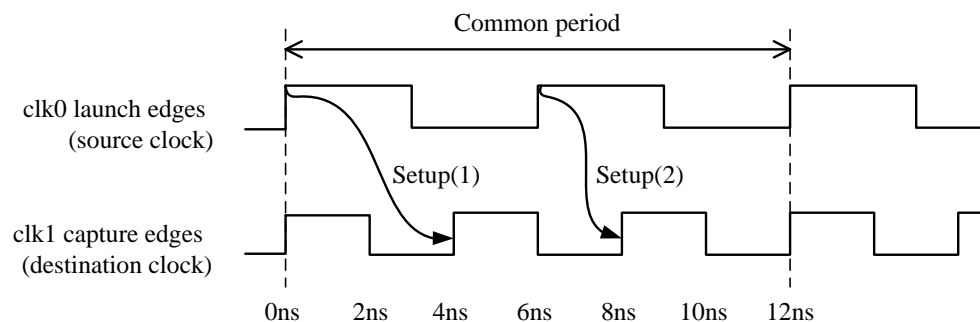 Common period
clk0 launch edges
(source clock)
Setup(1)
Setup(2)
clk1 capture edges
(destination clock)
0ns 2ns 4ns 6ns 8ns 10ns 12ns